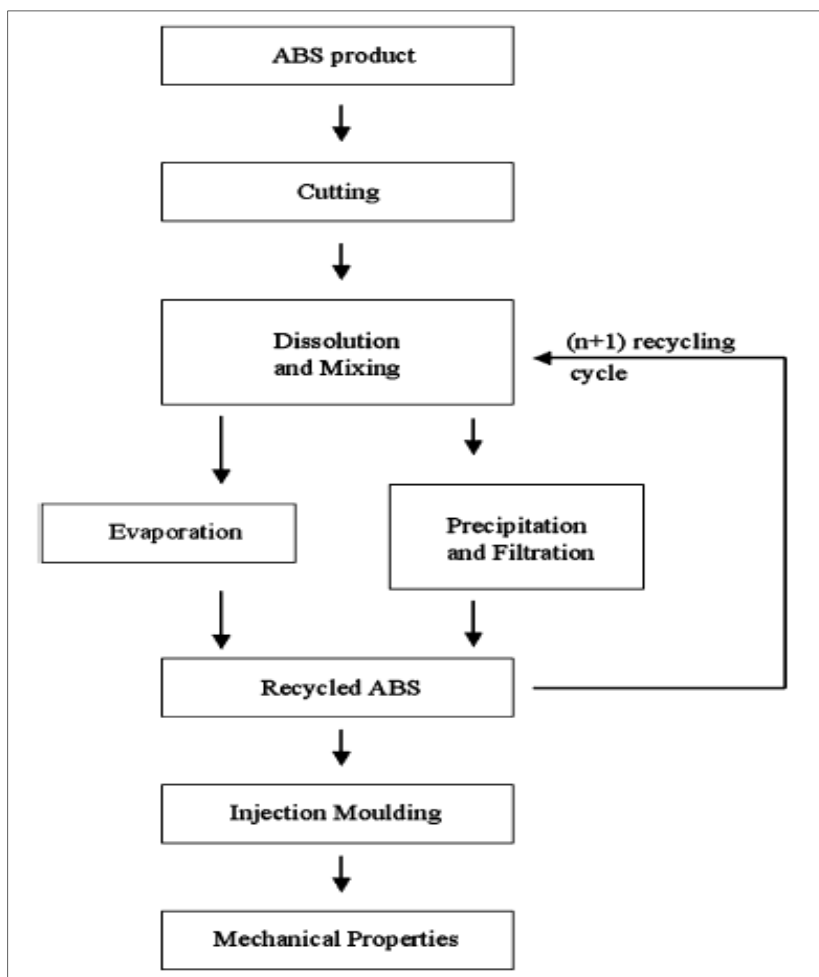 ABS product
Cutting
Dissolution
and Mixing
(n+1) recycling
cycle
Evaporation
Precipitation
and Filtration
Recycled ABS
Injection Moulding
Mechanical Properties